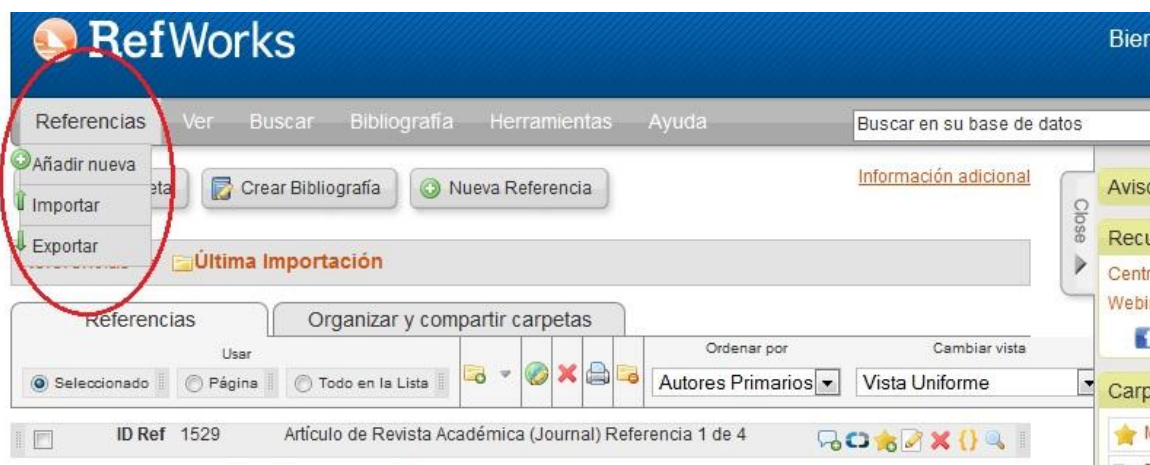 RefWorks
Bien
Referencias Ver Buscar Bibliografía Herramientas Ayuda Buscar en su base de datos
Añadir nueva
Crear Bibliografía Nueva Referencia Información adicional
Importar
Exportar
Close
Aviso
Recu
Centr
Webi
Última Importación
Referencias Organizar y compartir carpetas
Usar Ordenar por Cambiar vista
Seleccionado Página Todo en la Lista Autores Primarios Vista Uniforme
Carp
ID Ref 1529 Artículo de Revista Académica (Journal) Referencia 1 de 4